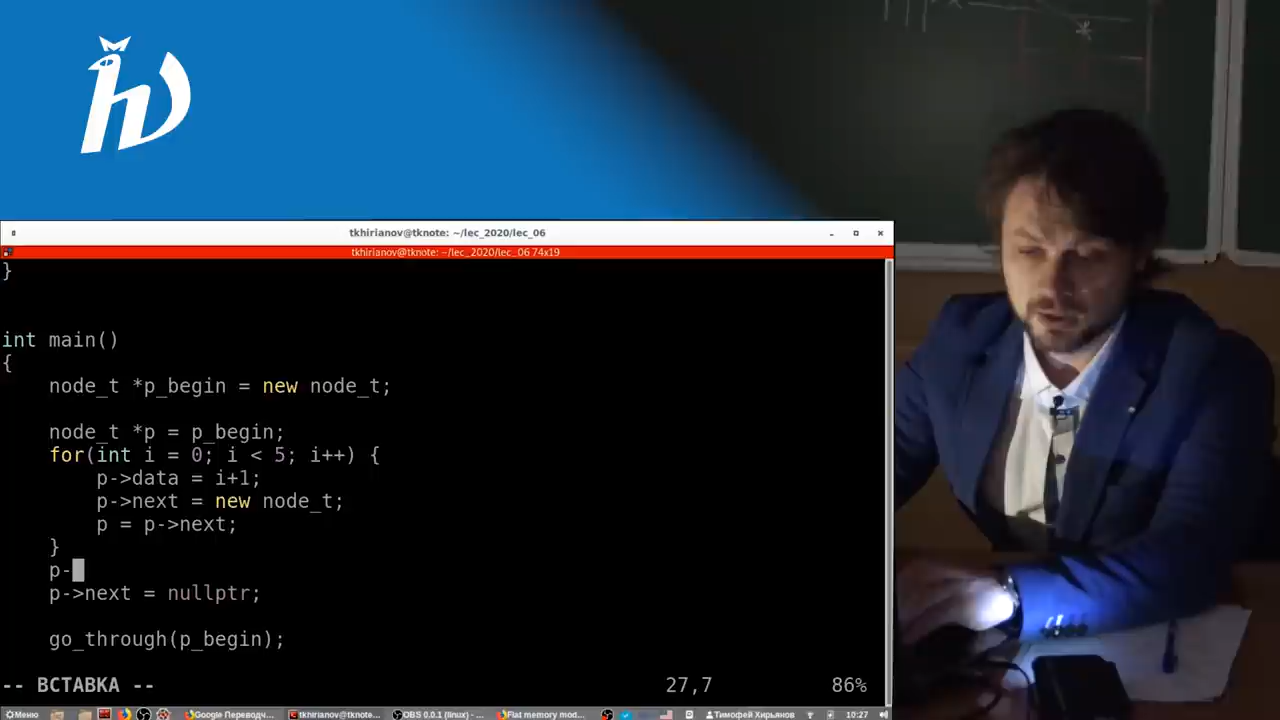 tkhirianov@tknote: ~/lec_2020/lec_06
tkhirianov@tknote: ~/lec_2020/lec_06 74x19
}
int main()
{
node_t *p_begin = new node_t;
node_t *p = p_begin;
for(int i = 0; i < 5; i++) {
p->data = i+1;
p->next = new node_t;
p = p->next;
}
p-
p->next = nullptr;
go_through(p_begin);
-- ВСТАВКА -- 27,7 86%
Меню Google Переводч... tkhirianov@tknote... OBS 0.0.1 (linux) -... Flat memory mod... Тимофей Хирьянов 10:27